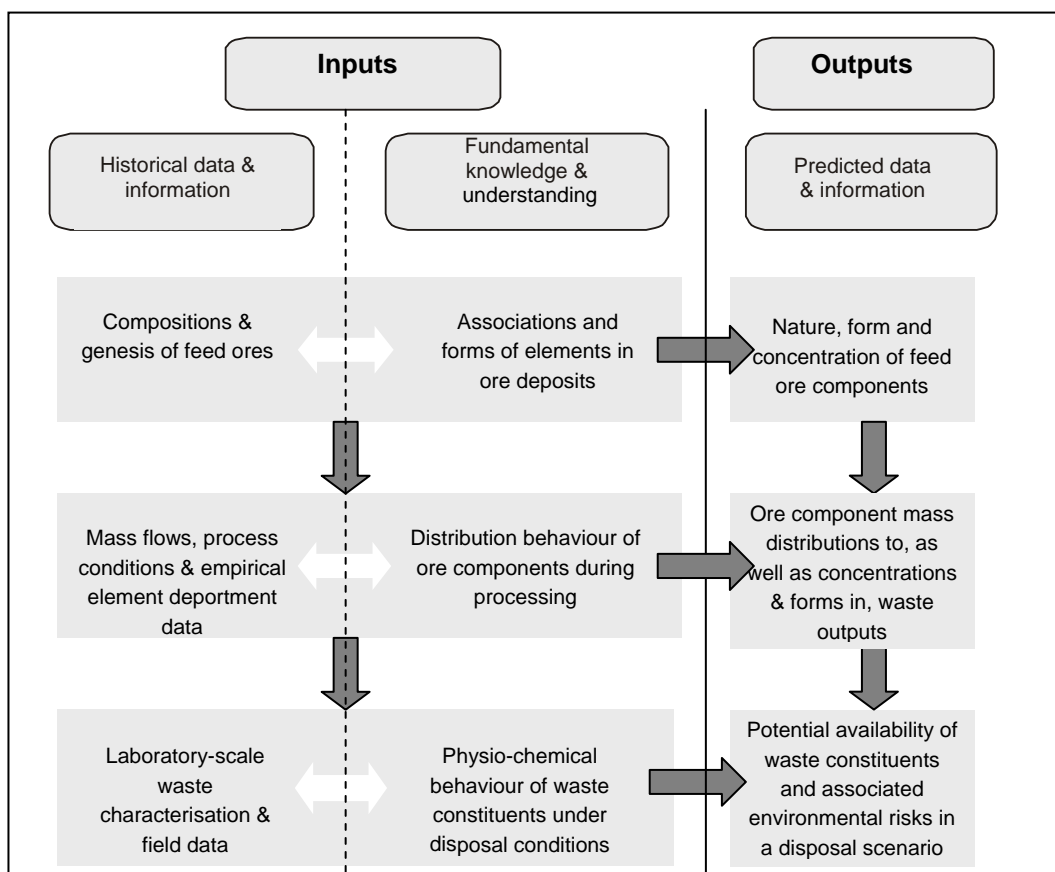 Inputs
Outputs
Historical data &
information
Fundamental
knowledge &
understanding
Predicted data
& information
Compositions &
genesis of feed ores
Associations and
forms of elements in
ore deposits
Nature, form and
concentration of feed
ore components
Mass flows, process
conditions & empirical
element department
data
Distribution behaviour of
ore components during
processing
Ore component mass
distributions to, as
well as concentrations
& forms in, waste
outputs
Laboratory-scale
waste
characterisation &
field data
Physio-chemical
behaviour of waste
constituents under
disposal conditions
Potential availability of
waste constituents
and associated
environmental risks in
a disposal scenario